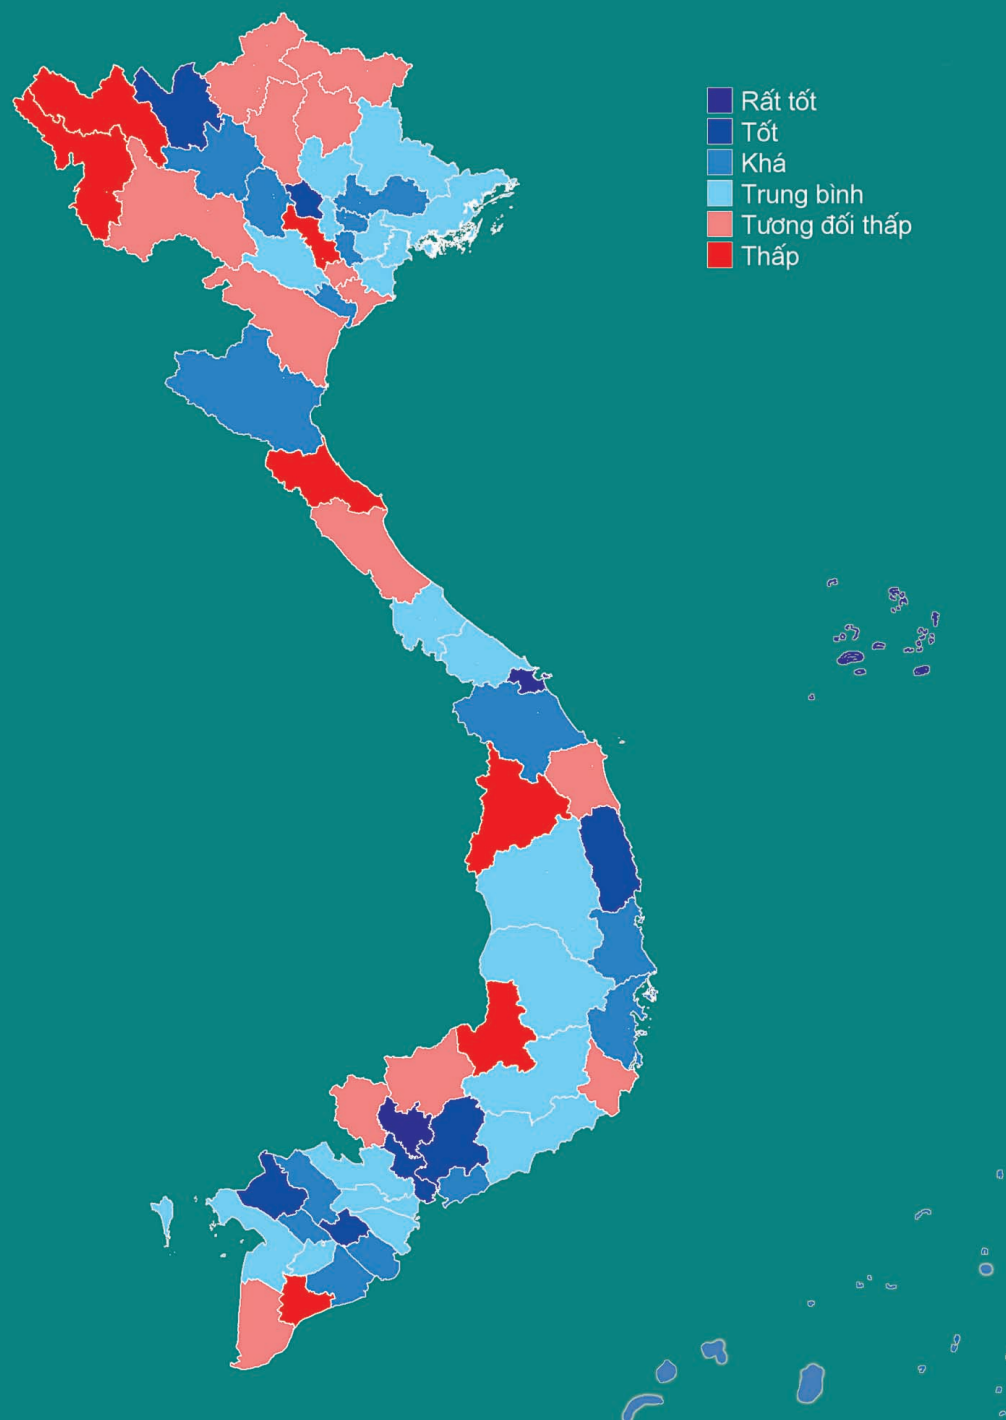 Rất tốt
Tốt
Khá
Trung bình
Tương đối thấp
Thấp